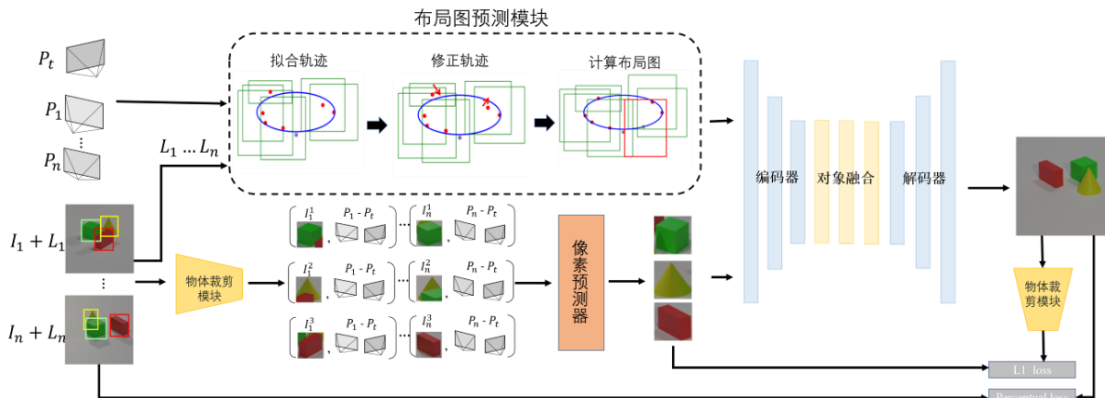 布局图预测模块
拟合轨迹
修正轨迹
计算布局图
P_t
P_1
⋮
P_n
L_1 … L_n
I_1 + L_1
⋮
I_n + L_n
物体裁剪
模块
I_1^1 , P_1 - P_t … I_n^1 , P_n - P_t
I_1^2 , P_1 - P_t … I_n^2 , P_n - P_t
I_1^3 , P_1 - P_t … I_n^3 , P_n - P_t
像素预测器
编码器
对象融合
解码器
物体裁
剪模块
L1 loss
Perceptual loss